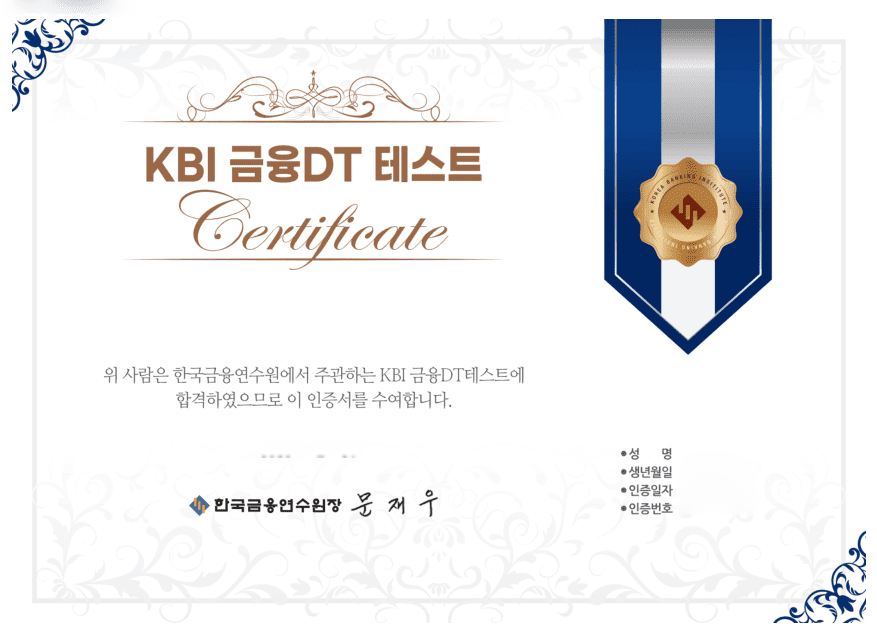 KBI 금융DT 테스트
Certificate
KOREA BANKING INSTITUTE
위 사람은 한국금융연수원에서 주관하는 KBI 금융DT테스트에
합격하였으므로 이 인증서를 수여합니다.
한국금융연수원장 문재우
•성 명
•생년월일
•인증일자
•인증번호